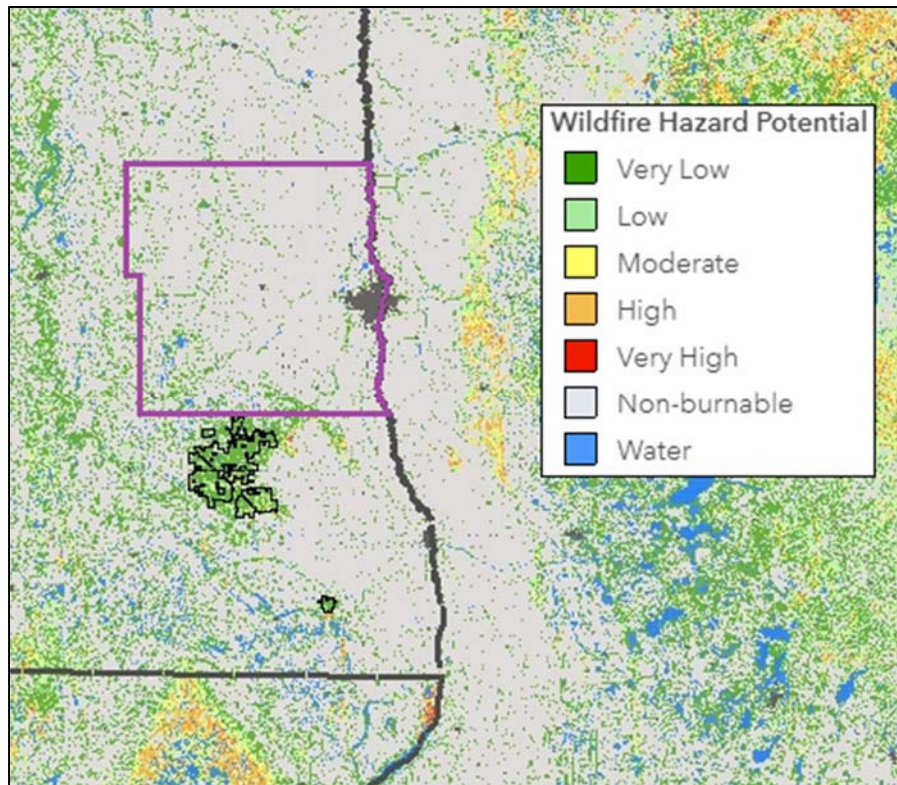 Wildfire Hazard Potential
Very Low
Low
Moderate
High
Very High
Non-burnable
Water